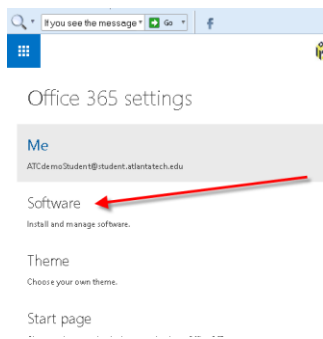 If you see the message Go
Office 365 settings
Me
ATCdemoStudent@student.atlantatech.edu
Software
Install and manage software.
Theme
Choose your own theme.
Start page